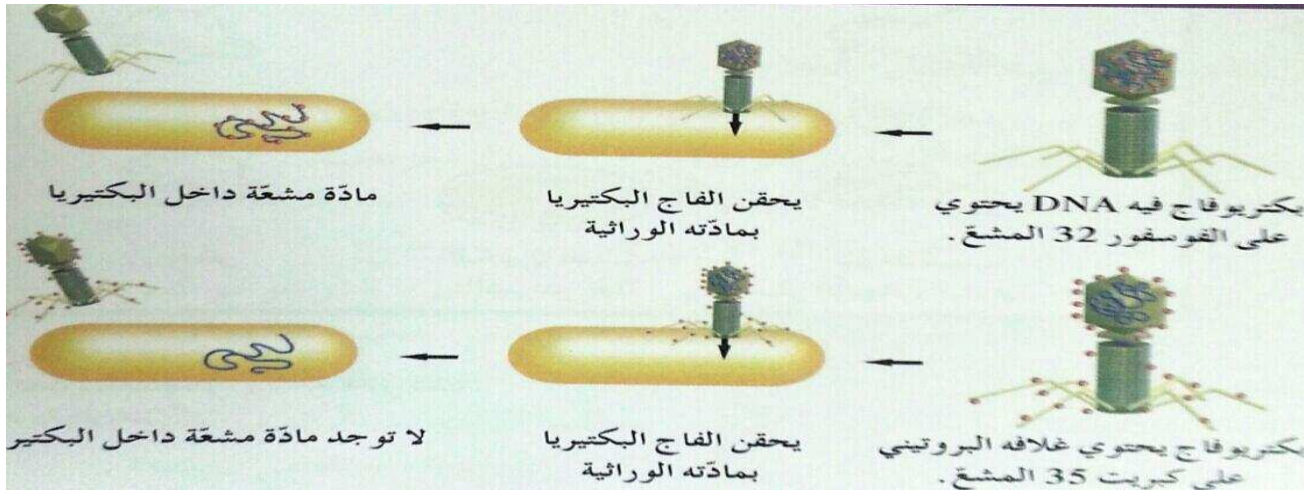 بكتريوفاج فيه DNA يحتوي
على الفوسفور 32 المشعّ.
يحقن الفاج البكتيريا
بمادّته الوراثية
مادّة مشعّة داخل البكتيريا
بكتريوفاج يحتوي غلافه البروتيني
على كبريت 35 المشعّ.
يحقن الفاج البكتيريا
بمادّته الوراثية
لا توجد مادّة مشعّة داخل البكتير